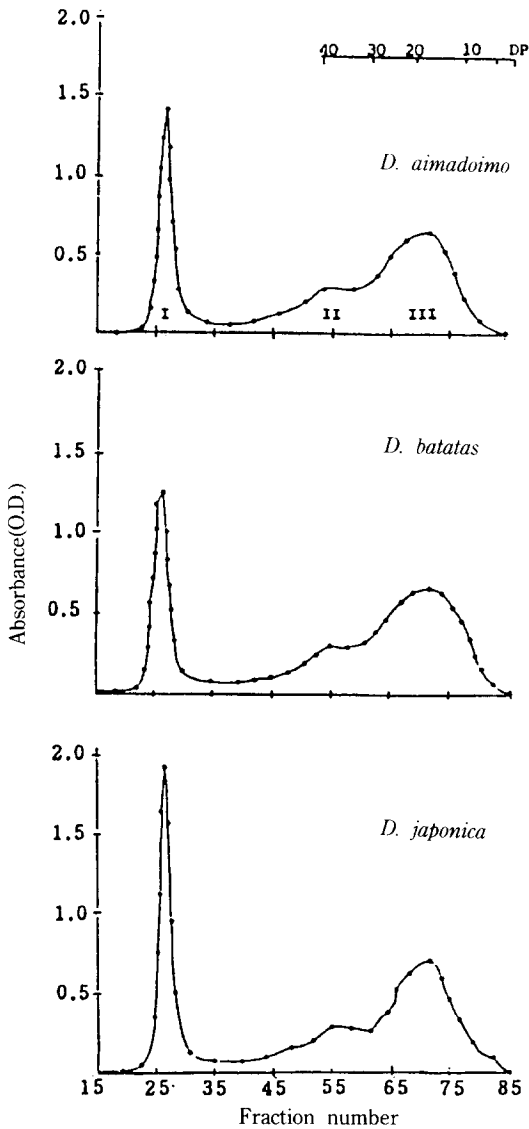 2.0
40 30 20 10 DP
1.5
D. aimadoimo
1.0
0.5
I II III
2.0
D. batatas
1.5
1.0
0.5
Absorbance(O.D.)
2.0
D. japonica
1.5
1.0
0.5
15 25 35 45 55 65 75 85
Fraction number